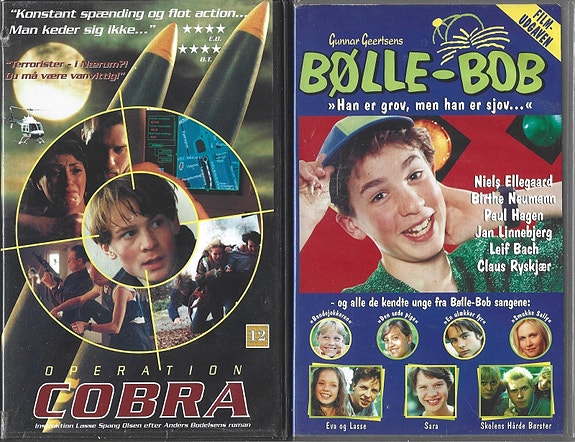 "Konstant spænding og flot action...
Man keder sig ikke..." ★★★★
E.B.
★★★★
B.T.
"Terrorister - i Nærum?!
Du må være vanvittig!"
12
OPERATION
COBRA
Instruktion Lasse Spang Olsen efter Anders Bodelsens roman
FILM-
UDGAVEN
Gunnar Geertsens
BØLLE-BOB
»Han er grov, men han er sjov...«
Niels Ellegaard
Birthe Neumann
Paul Hagen
Jan Linnebjerg
Leif Bach
Claus Ryskjær
- og alle de kendte unge fra Bølle-Bob sangene:
»Den søde pige«
»En ulækker fyr«
»Smukke Sally«
Eva og Lasse
Sara
Skolens Hårde Børster